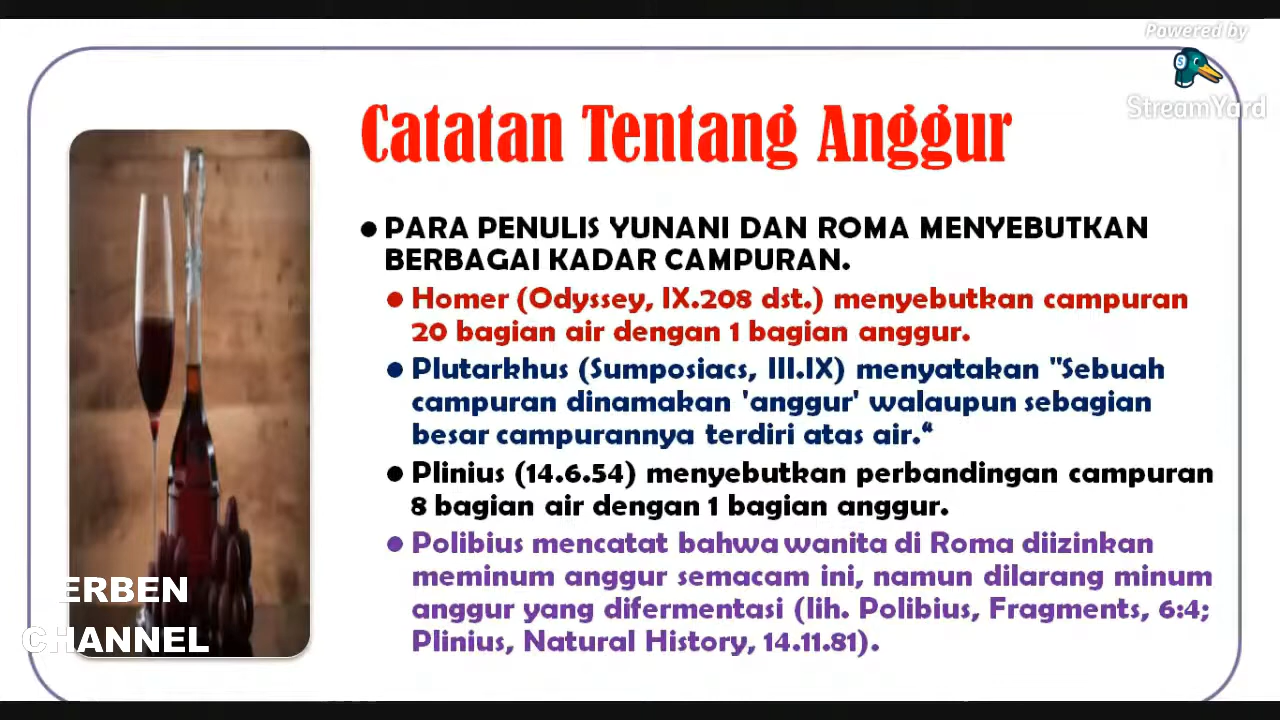 Powered by
StreamYard
Catatan Tentang Anggur
PARA PENULIS YUNANI DAN ROMA MENYEBUTKAN
BERBAGAI KADAR CAMPURAN.
Homer (Odyssey, IX.208 dst.) menyebutkan campuran
20 bagian air dengan 1 bagian anggur.
Plutarkhus (Sumposiacs, III.IX) menyatakan "Sebuah
campuran dinamakan 'anggur' walaupun sebagian
besar campurannya terdiri atas air.“
Plinius (14.6.54) menyebutkan perbandingan campuran
8 bagian air dengan 1 bagian anggur.
Polibius mencatat bahwa wanita di Roma diizinkan
meminum anggur semacam ini, namun dilarang minum
anggur yang difermentasi (lih. Polibius, Fragments, 6:4;
Plinius, Natural History, 14.11.81).
ERBEN
CHANNEL